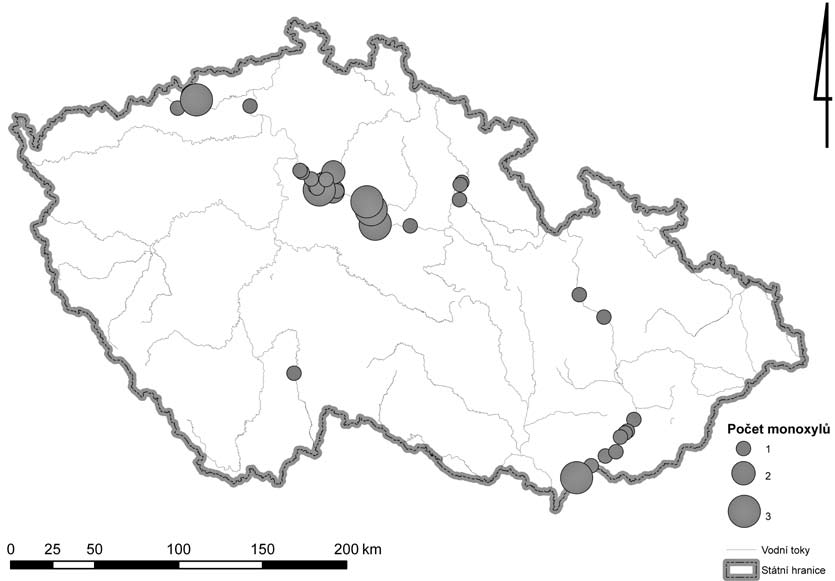 Počet monoxylů
1
2
3
Vodní toky
Státní hranice
0 25 50 100 150 200 km